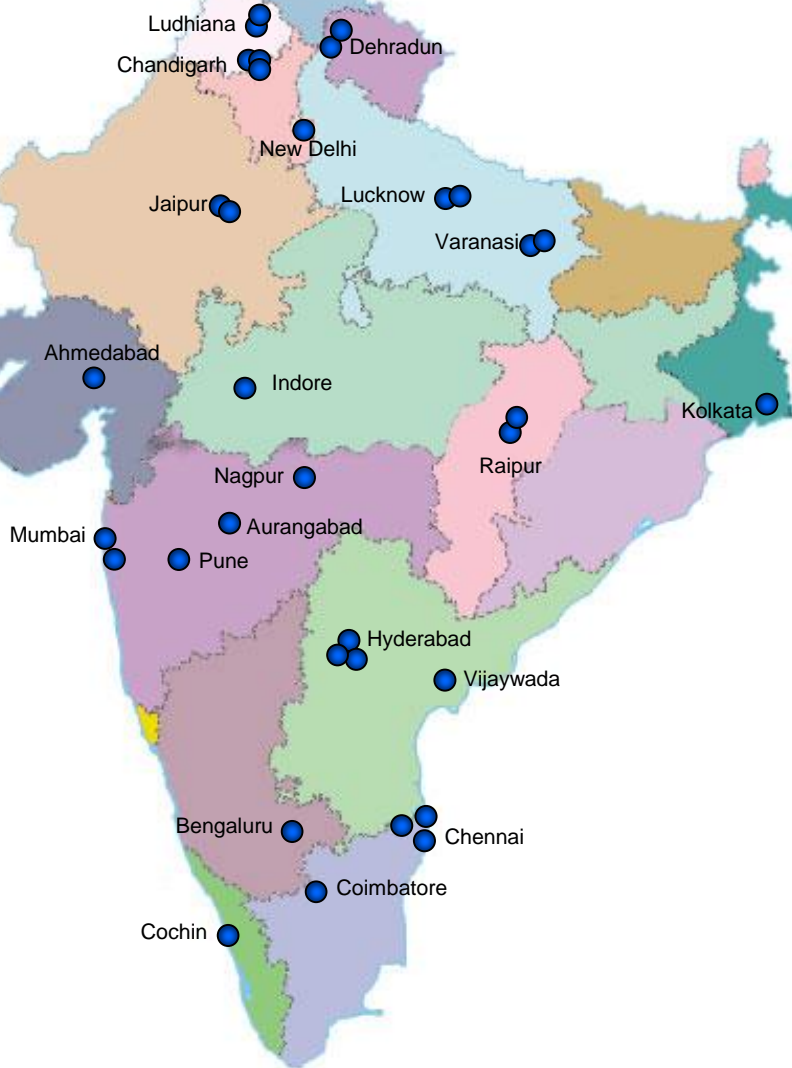 Ludhiana
Dehradun
Chandigarh
New Delhi
Lucknow
Jaipur
Varanasi
Ahmedabad
Indore
Kolkata
Raipur
Nagpur
Aurangabad
Mumbai
Pune
Hyderabad
Vijaywada
Bengaluru
Chennai
Coimbatore
Cochin